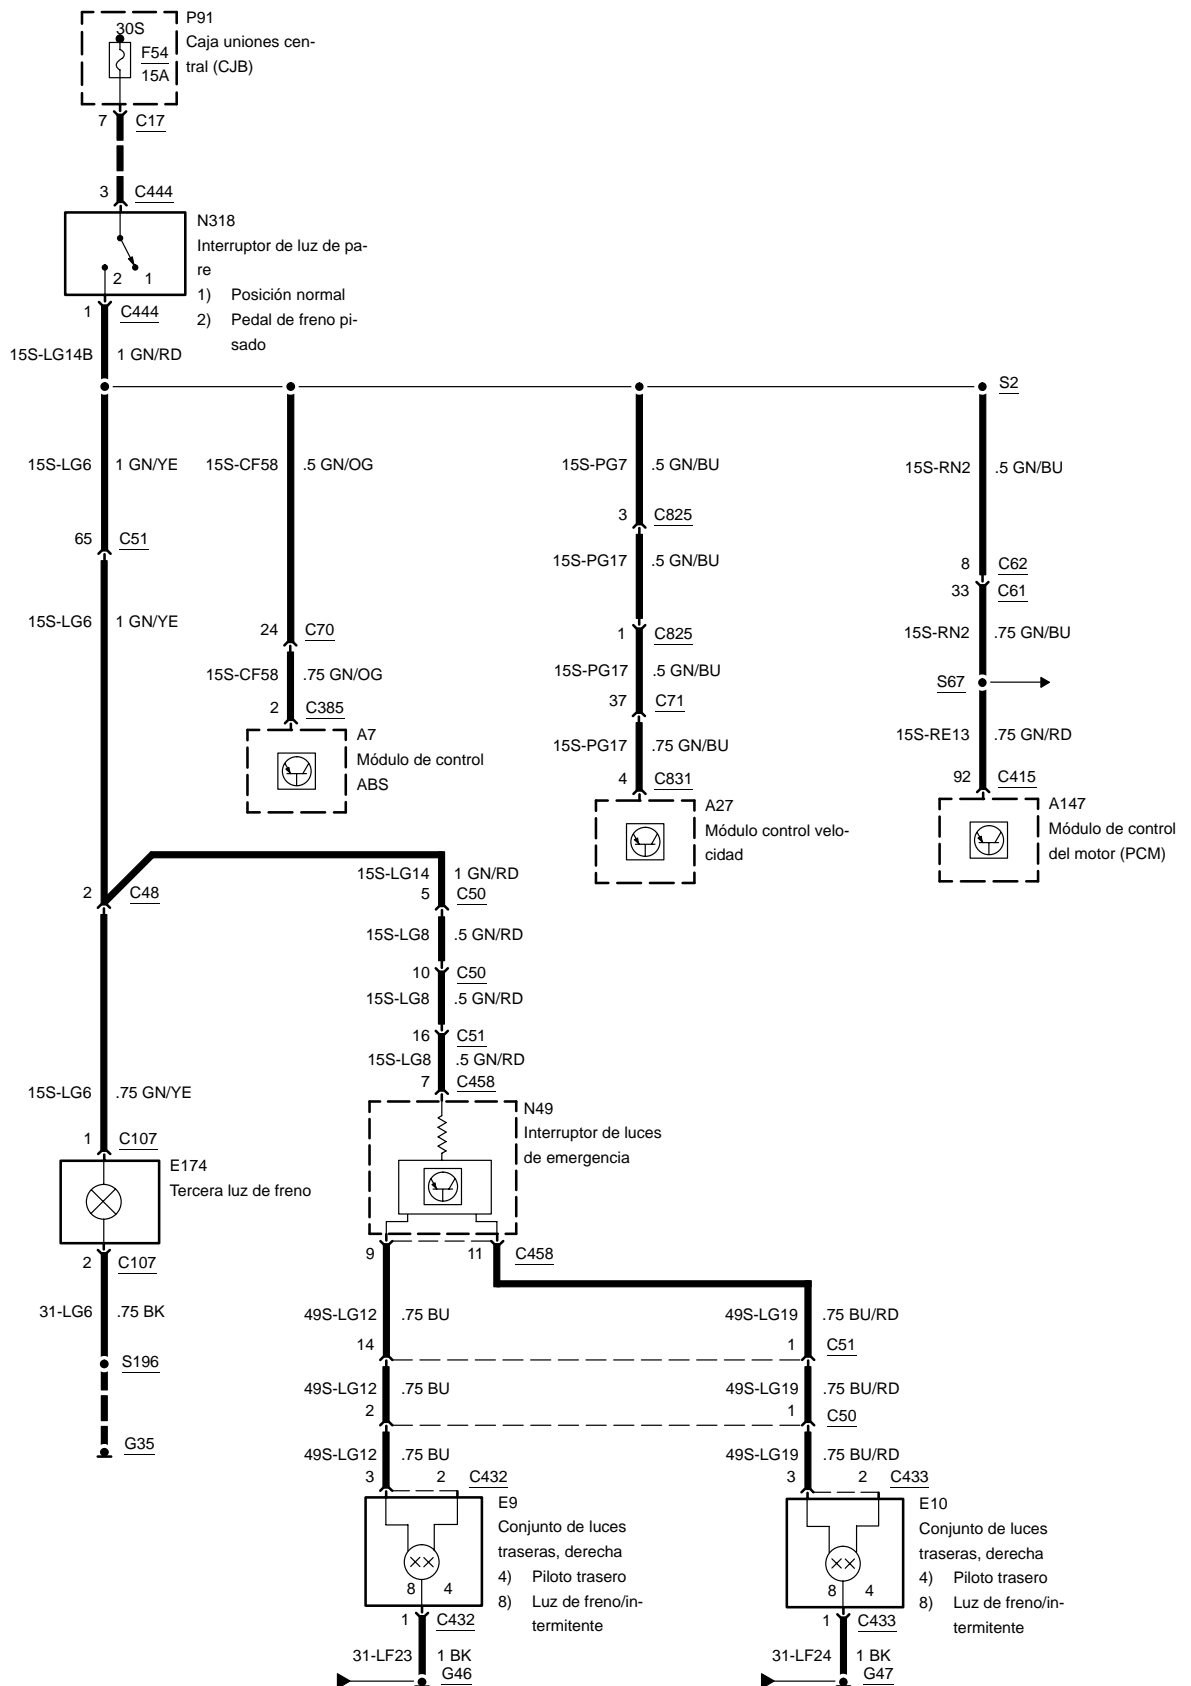 P91
30S
Caja uniones cen-
F54
tral (CJB)
15A
7 C17
3 C444
N318
Interruptor de luz de pa-
re
2 1
1) Posición normal
1 C444
2) Pedal de freno pi-
sado
15S-LG14B 1 GN/RD
S2
15S-LG6 1 GN/YE
15S-CF58 .5 GN/OG
15S-PG7 .5 GN/BU
15S-RN2 .5 GN/BU
3 C825
65 C51
15S-PG17 .5 GN/BU
8 C62
33 C61
15S-LG6 1 GN/YE
24 C70
1 C825
15S-RN2 .75 GN/BU
15S-CF58 .75 GN/OG
15S-PG17 .5 GN/BU
S67
2 C385
37 C71
A7
Módulo de control
ABS
15S-PG17 .75 GN/BU
15S-RE13 .75 GN/RD
4 C831
92 C415
A27
Módulo control velo-
cidad
A147
Módulo de control
del motor (PCM)
15S-LG14 1 GN/RD
2 C48
5 C50
15S-LG8 .5 GN/RD
10 C50
15S-LG8 .5 GN/RD
16 C51
15S-LG8 .5 GN/RD
7 C458
15S-LG6 .75 GN/YE
N49
Interruptor de luces
de emergencia
1 C107
E174
Tercera luz de freno
2 C107
9 11 C458
31-LG6 .75 BK
49S-LG12 .75 BU
49S-LG19 .75 BU/RD
14 1 C51
S196
49S-LG12 .75 BU
49S-LG19 .75 BU/RD
2 1 C50
G35
49S-LG12 .75 BU
49S-LG19 .75 BU/RD
3 2 C432
3 2 C433
E9
Conjunto de luces
traseras, derecha
4) Piloto trasero
8) Luz de freno/in-
termitente
8 4
E10
Conjunto de luces
traseras, derecha
4) Piloto trasero
8) Luz de freno/in-
termitente
8 4
1 C432
1 C433
31-LF23 1 BK
31-LF24 1 BK
G46
G47